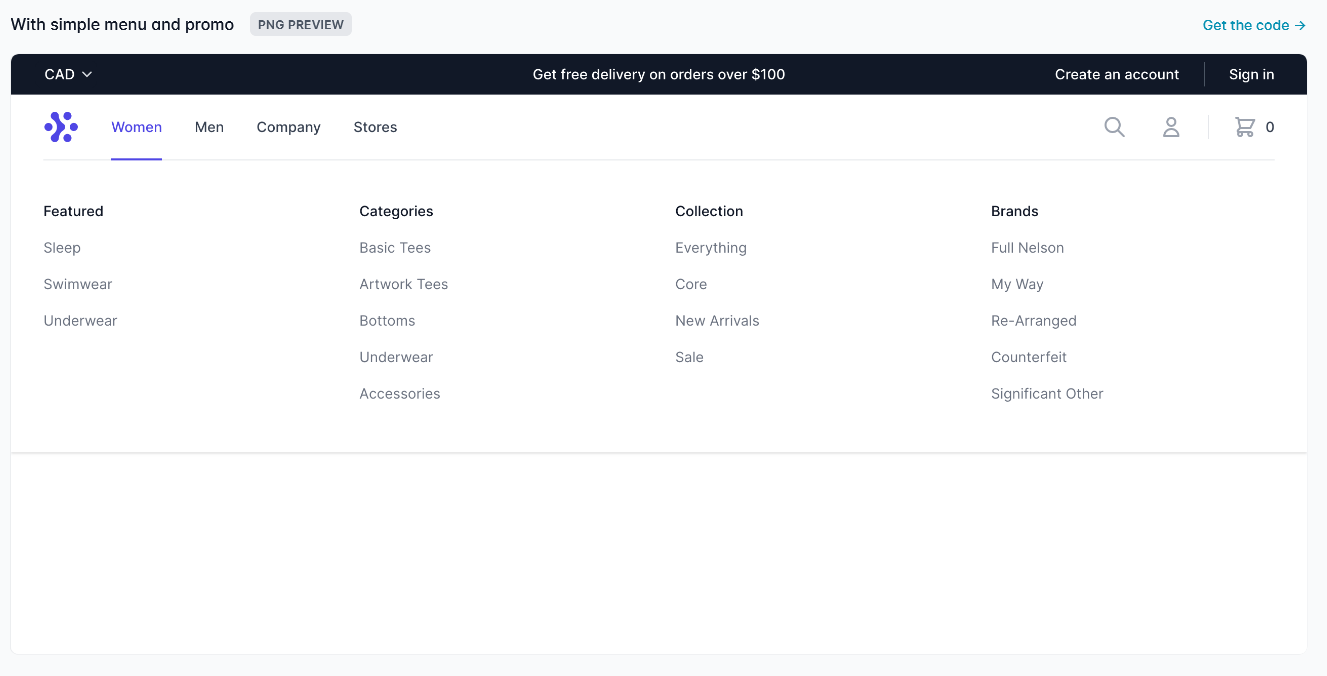 With simple menu and promo PNG PREVIEW Get the code →
CAD Get free delivery on orders over $100 Create an account Sign in
Women Men Company Stores 0
Featured Categories Collection Brands
Sleep Basic Tees Everything Full Nelson
Swimwear Artwork Tees Core My Way
Underwear Bottoms New Arrivals Re-Arranged
Underwear Sale Counterfeit
Accessories Significant Other